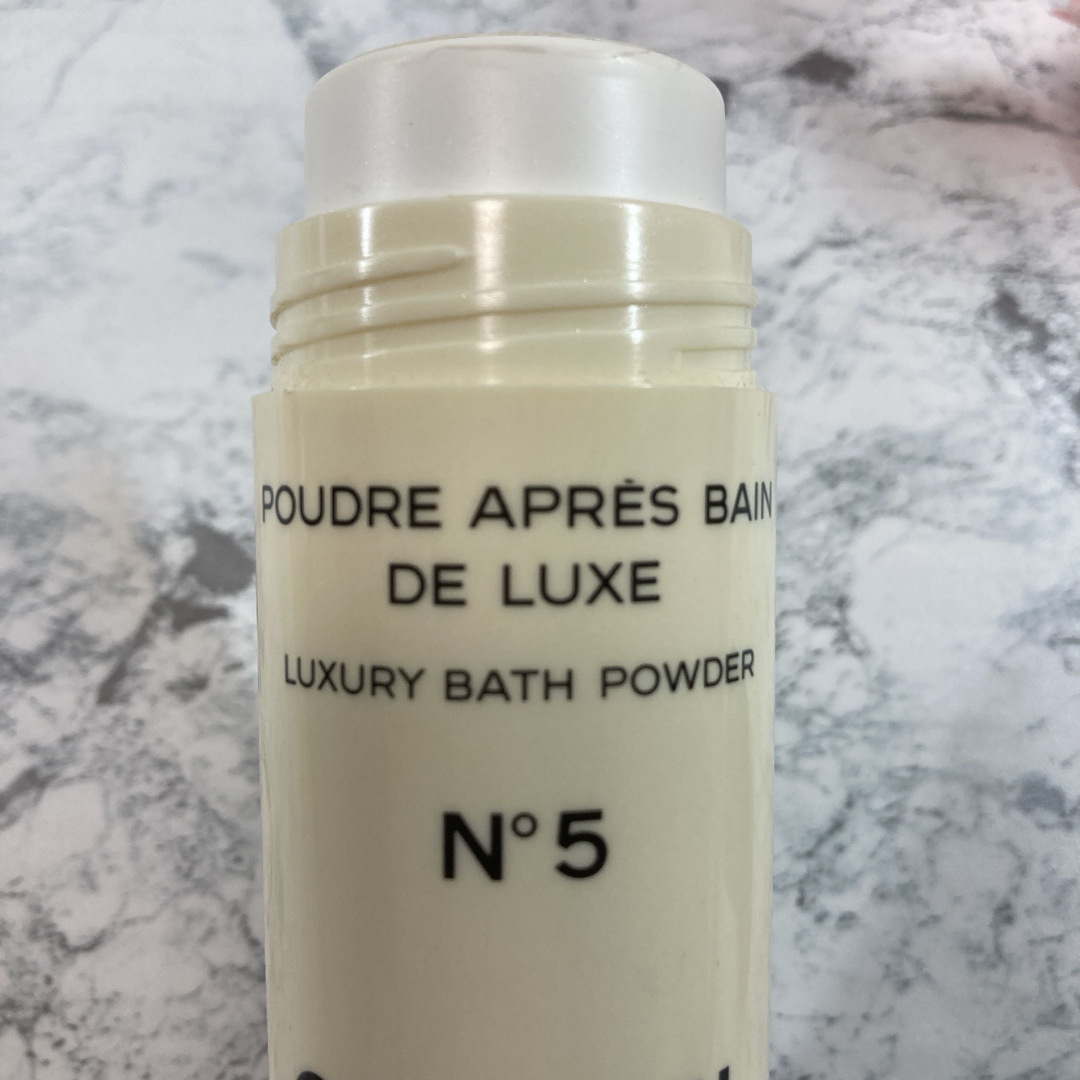 POUDRE APRÈS BAIN
DE LUXE
LUXURY BATH POWDER
N° 5